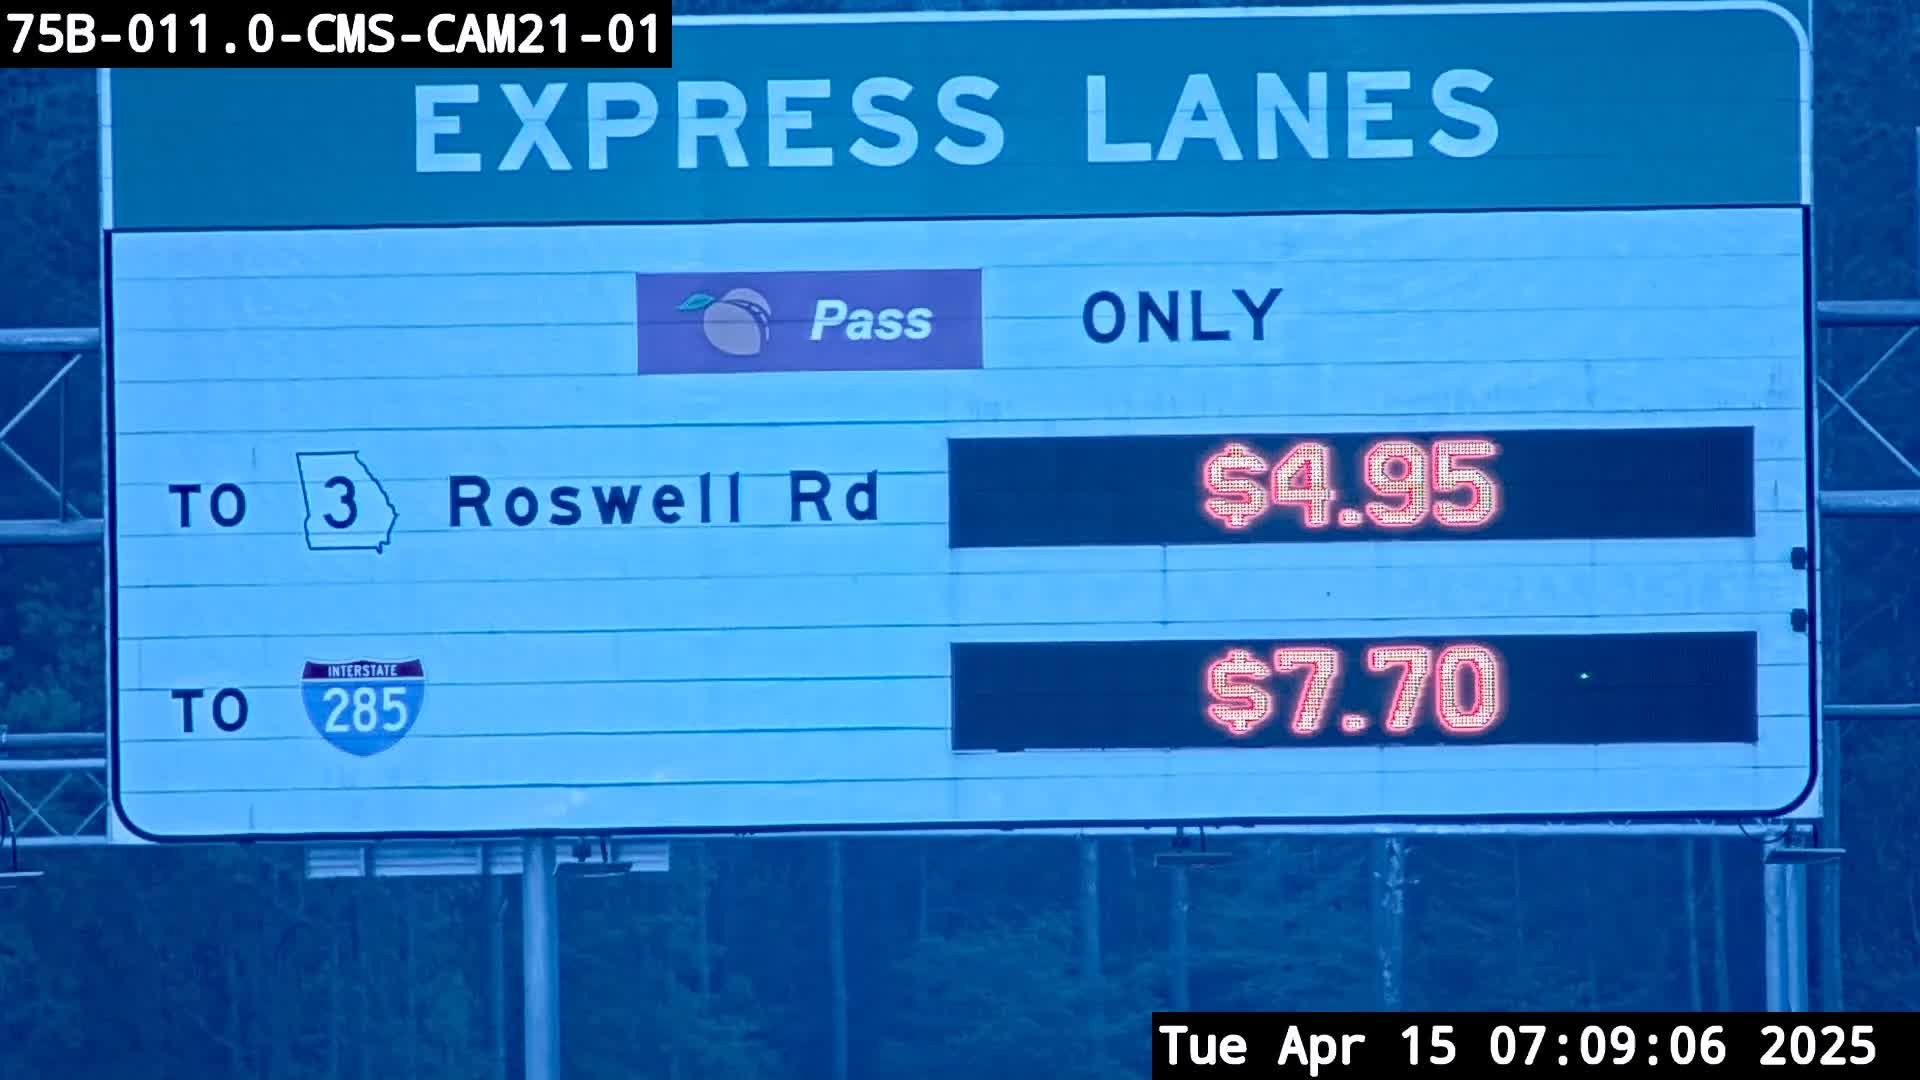 75B-011.0-CMS-CAM21-01
EXPRESS LANES
Pass ONLY
TO 3 Roswell Rd $4.95
INTERSTATE
TO 285 $7.70
Tue Apr 15 07:09:06 2025